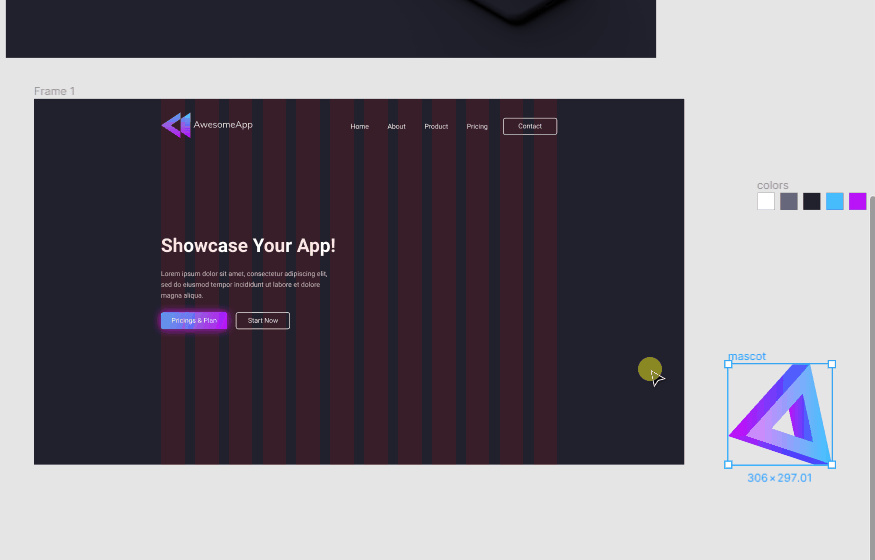 Frame 1
AwesomeApp
Home About Product Pricing Contact
colors
Showcase Your App!
Lorem ipsum dolor sit amet, consectetur adipiscing elit,
sed do eiusmod tempor incididunt ut labore et dolore
magna aliqua.
Pricings & Plan Start Now
mascot
306 × 297.01